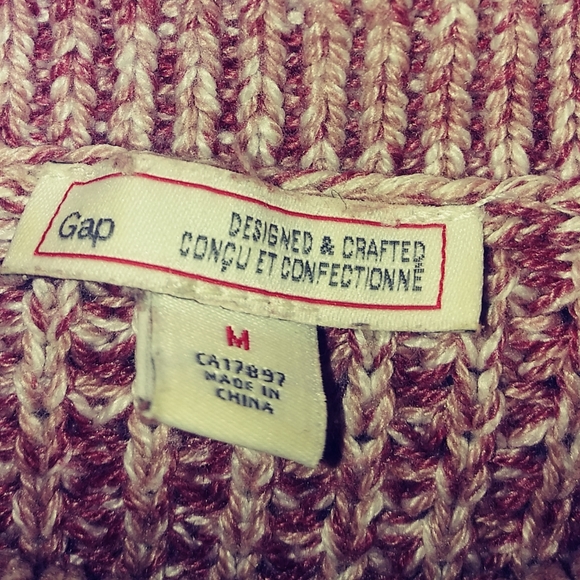 Gap
DESIGNED & CRAFTED
CONÇU ET CONFECTIONNÉ
M
CA17897
MADE IN
CHINA